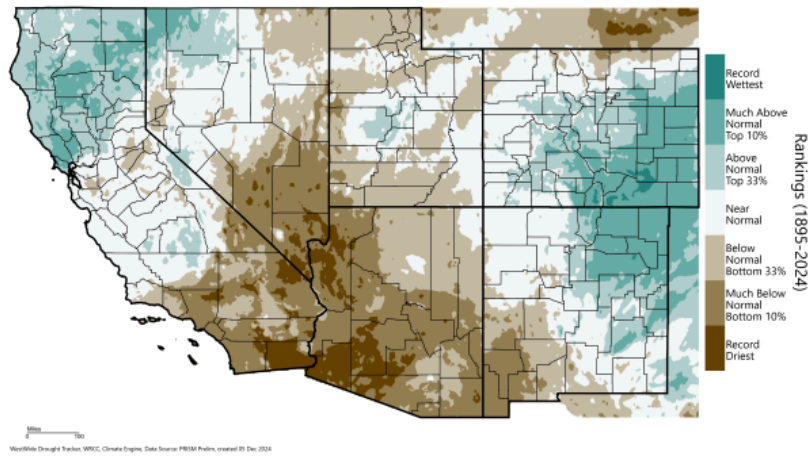 Record
Wettest
Much Above
Normal
Top 10%
Above
Normal
Top 33%
Near
Normal
Below
Normal
Bottom 33%
Much Below
Normal
Bottom 10%
Record
Driest
Rankings (1895-2024)
Miles
0 100
WestWide Drought Tracker, WRCC, Climate Engine, Data Source: PRISM Prelim, created 05 Dec 2024